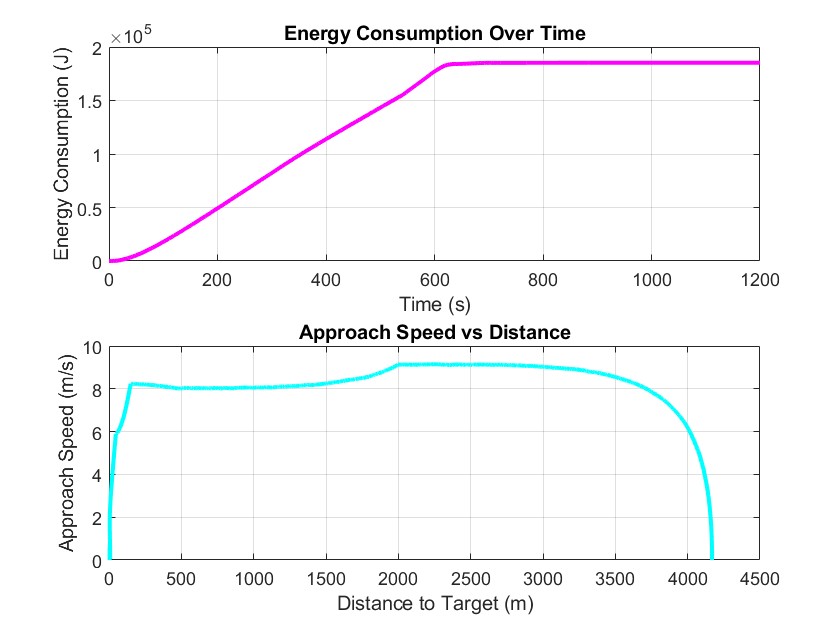 Energy Consumption Over Time
×10^5
Energy Consumption (J)
2
1.5
1
0.5
0
0 200 400 600 800 1000 1200
Time (s)
Approach Speed vs Distance
Approach Speed (m/s)
10
8
6
4
2
0
0 500 1000 1500 2000 2500 3000 3500 4000 4500
Distance to Target (m)